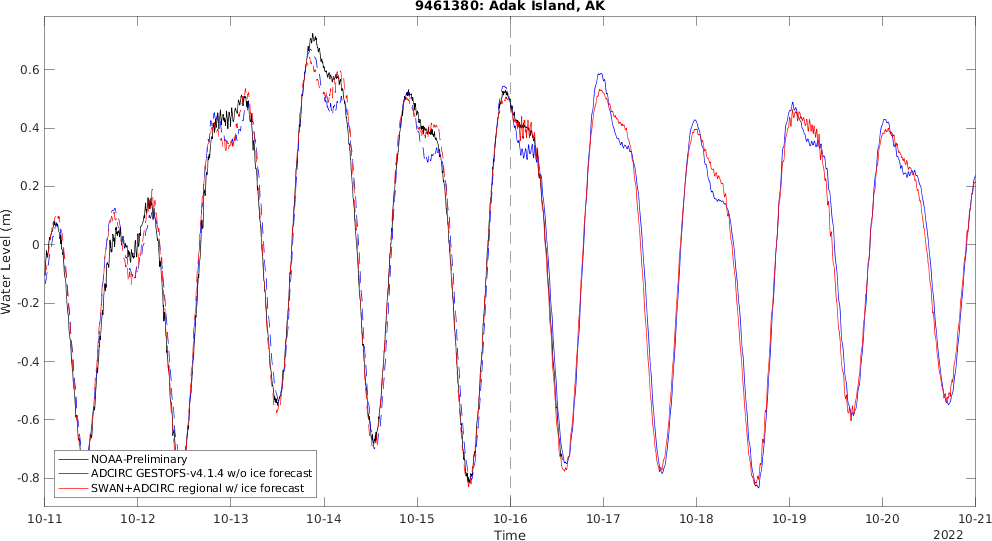 9461380: Adak Island, AK
Water Level (m)
0.6
0.4
0.2
0
-0.2
-0.4
-0.6
-0.8
NOAA-Preliminary
ADCIRC GESTOFS-v4.1.4 w/o ice forecast
SWAN+ADCIRC regional w/ ice forecast
10-11 10-12 10-13 10-14 10-15 10-16 10-17 10-18 10-19 10-20 10-21
Time
2022